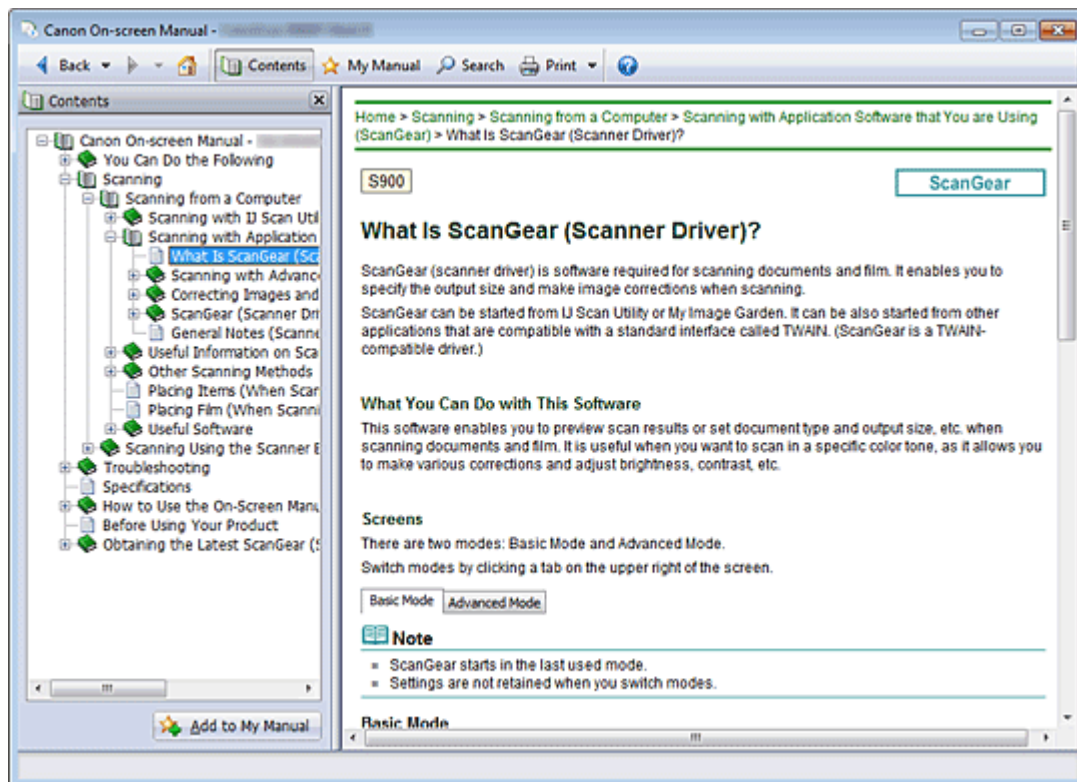 Canon On-screen Manual -
Back
Contents
My Manual
Search
Print
Contents
Canon On-screen Manual -
You Can Do the Following
Scanning
Scanning from a Computer
Scanning with IJ Scan Util
Scanning with Application
What Is ScanGear (Sca
Scanning with Advanc
Correcting Images and
ScanGear (Scanner Dri
General Notes (Scanne
Useful Information on Sca
Other Scanning Methods
Placing Items (When Scar
Placing Film (When Scanni
Useful Software
Scanning Using the Scanner B
Troubleshooting
Specifications
How to Use the On-Screen Manu
Before Using Your Product
Obtaining the Latest ScanGear (S
Add to My Manual
Home > Scanning > Scanning from a Computer > Scanning with Application Software that You are Using
(ScanGear) > What Is ScanGear (Scanner Driver)?
S900
ScanGear
What Is ScanGear (Scanner Driver)?
ScanGear (scanner driver) is software required for scanning documents and film. It enables you to
specify the output size and make image corrections when scanning.
ScanGear can be started from IJ Scan Utility or My Image Garden. It can be also started from other
applications that are compatible with a standard interface called TWAIN. (ScanGear is a TWAIN-
compatible driver.)
What You Can Do with This Software
This software enables you to preview scan results or set document type and output size, etc. when
scanning documents and film. It is useful when you want to scan in a specific color tone, as it allows you
to make various corrections and adjust brightness, contrast, etc.
Screens
There are two modes: Basic Mode and Advanced Mode.
Switch modes by clicking a tab on the upper right of the screen.
Basic Mode
Advanced Mode
Note
ScanGear starts in the last used mode.
Settings are not retained when you switch modes.
Basic Mode